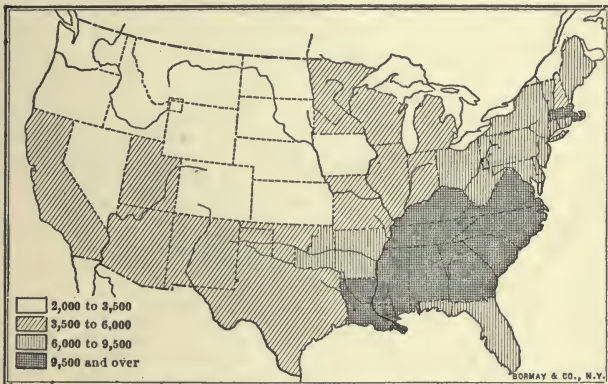 2,000 to 3,500
3,500 to 6,000
6,000 to 9,500
9,500 and over
BORMAY & CO., N.Y.